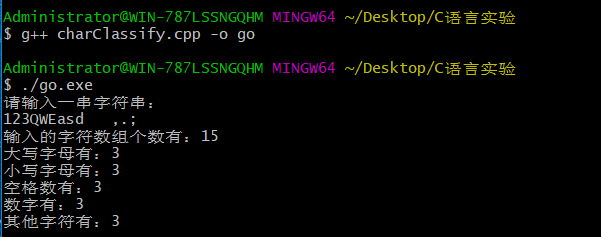 Administrator@WIN-787LSSNGQHM MINGW64 ~/Desktop/C语言实验
$ g++ charClassify.cpp -o go
Administrator@WIN-787LSSNGQHM MINGW64 ~/Desktop/C语言实验
$ ./go.exe
请输入一串字符串：
123QWEasd   ,.;
输入的字符数组个数有：15
大写字母有：3
小写字母有：3
空格数有：3
数字有：3
其他字符有：3